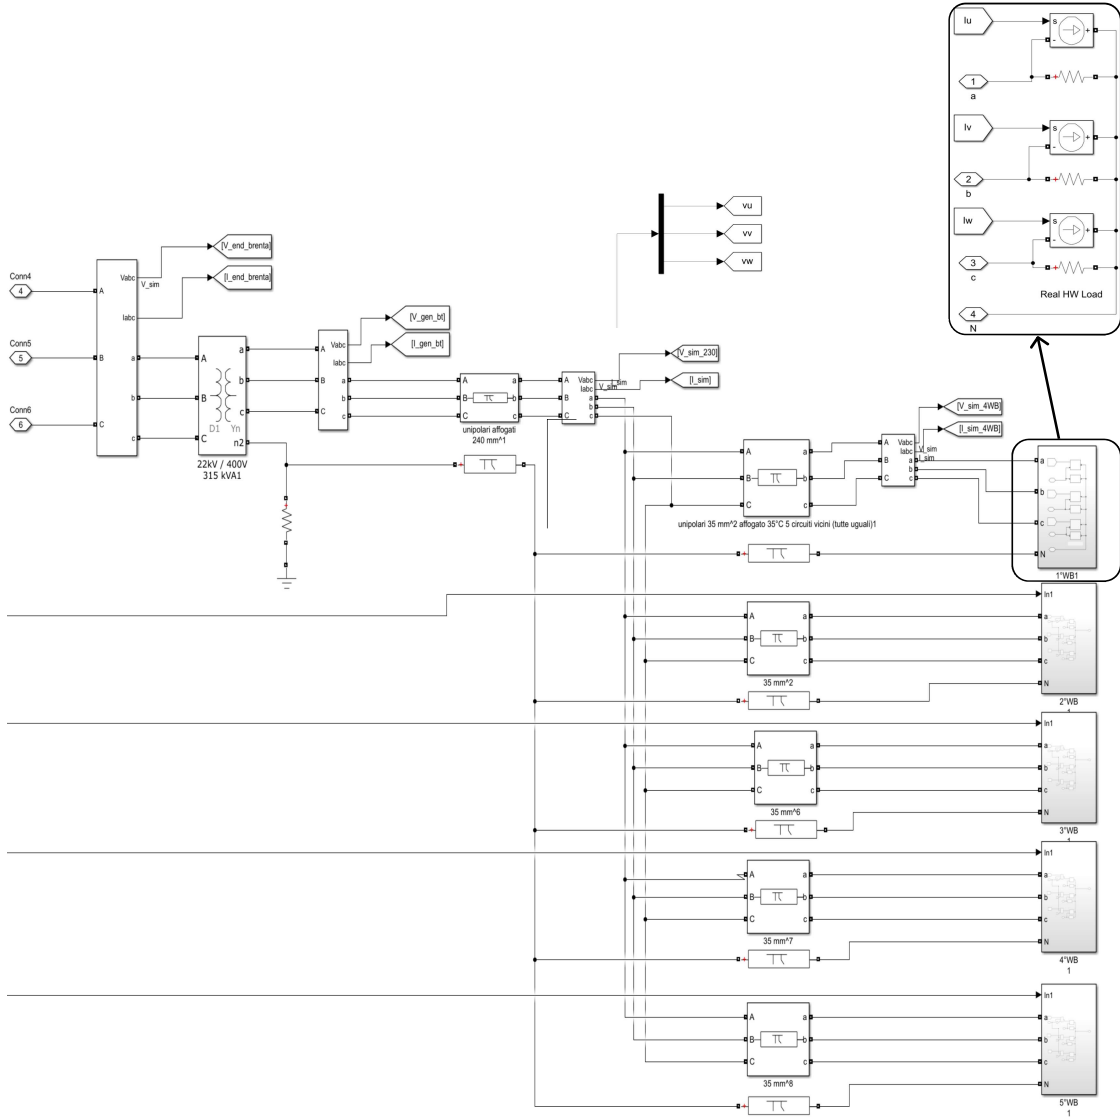 Iu
s
+
-
1
a
+
Iv
s
+
-
2
b
+
Iw
s
+
-
3
c
+
Real HW Load
4
N
vu
vv
vw
[V_end_brenta]
[I_end_brenta]
Conn4
4
Conn5
5
Conn6
6
A
B
C
Vabc
Iabc
a
b
c
V_sim
A
B
C
a
b
c
n2
D1 Yn
22kV / 400V
315 kVA1
[V_gen_bt]
[I_gen_bt]
A
B
C
Vabc
Iabc
a
b
c
A
B
C
a
b
c
π
unipolari affogati
240 mm^1
+
π
A
B
C
Vabc
Iabc
a
b
c
I_sim
V_sim
[V_sim_230]
[I_sim]
A
B
C
a
b
c
π
unipolari 35 mm^2 affogato 35°C 5 circuiti vicini (tutte uguali)1
+
π
A
B
C
Vabc
Iabc
a
b
c
[V_sim_4WB]
[I_sim_4WB]
a
b
c
N
1°WB1
A
B
C
a
b
c
π
35 mm^2
+
π
In1
a
b
c
N
2°WB
A
B
C
a
b
c
π
35 mm^6
+
π
In1
a
b
c
N
3°WB
1
A
B
C
a
b
c
π
35 mm^7
+
π
In1
a
b
c
N
4°WB
1
A
B
C
a
b
c
π
35 mm^8
+
π
In1
a
b
c
N
5°WB
1